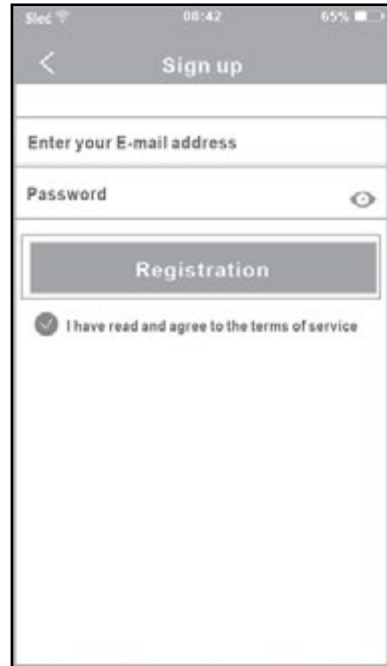 Sleć 08:42 65%
Sign up
Enter your E-mail address
Password
Registration
I have read and agree to the terms of service